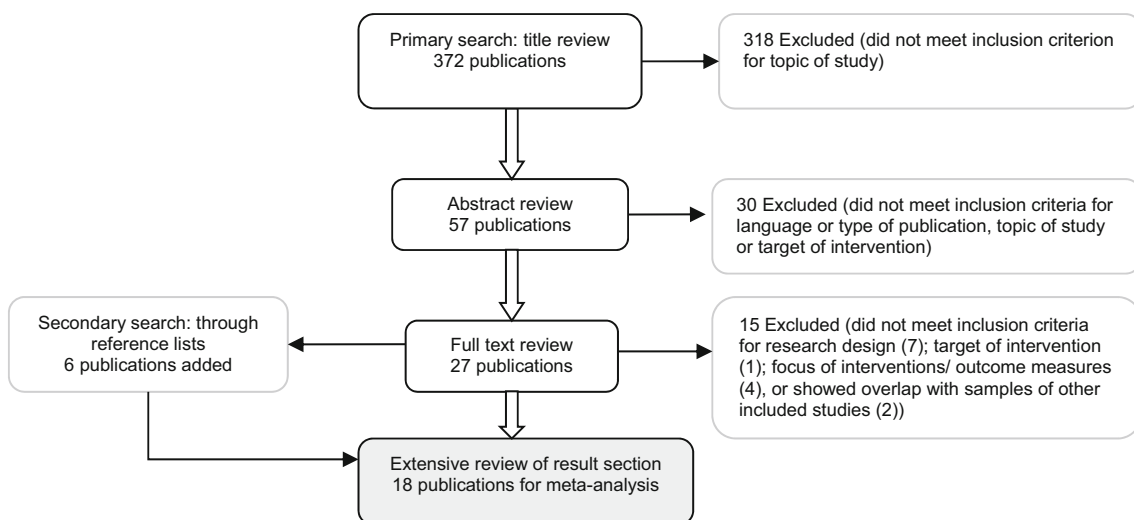 Primary search: title review
372 publications
318 Excluded (did not meet inclusion criterion
for topic of study)
Abstract review
57 publications
30 Excluded (did not meet inclusion criteria for
language or type of publication, topic of study
or target of intervention)
Secondary search: through
reference lists
6 publications added
Full text review
27 publications
15 Excluded (did not meet inclusion criteria
for research design (7); target of intervention
(1); focus of interventions/ outcome measures
(4), or showed overlap with samples of other
included studies (2))
Extensive review of result section
18 publications for meta-analysis